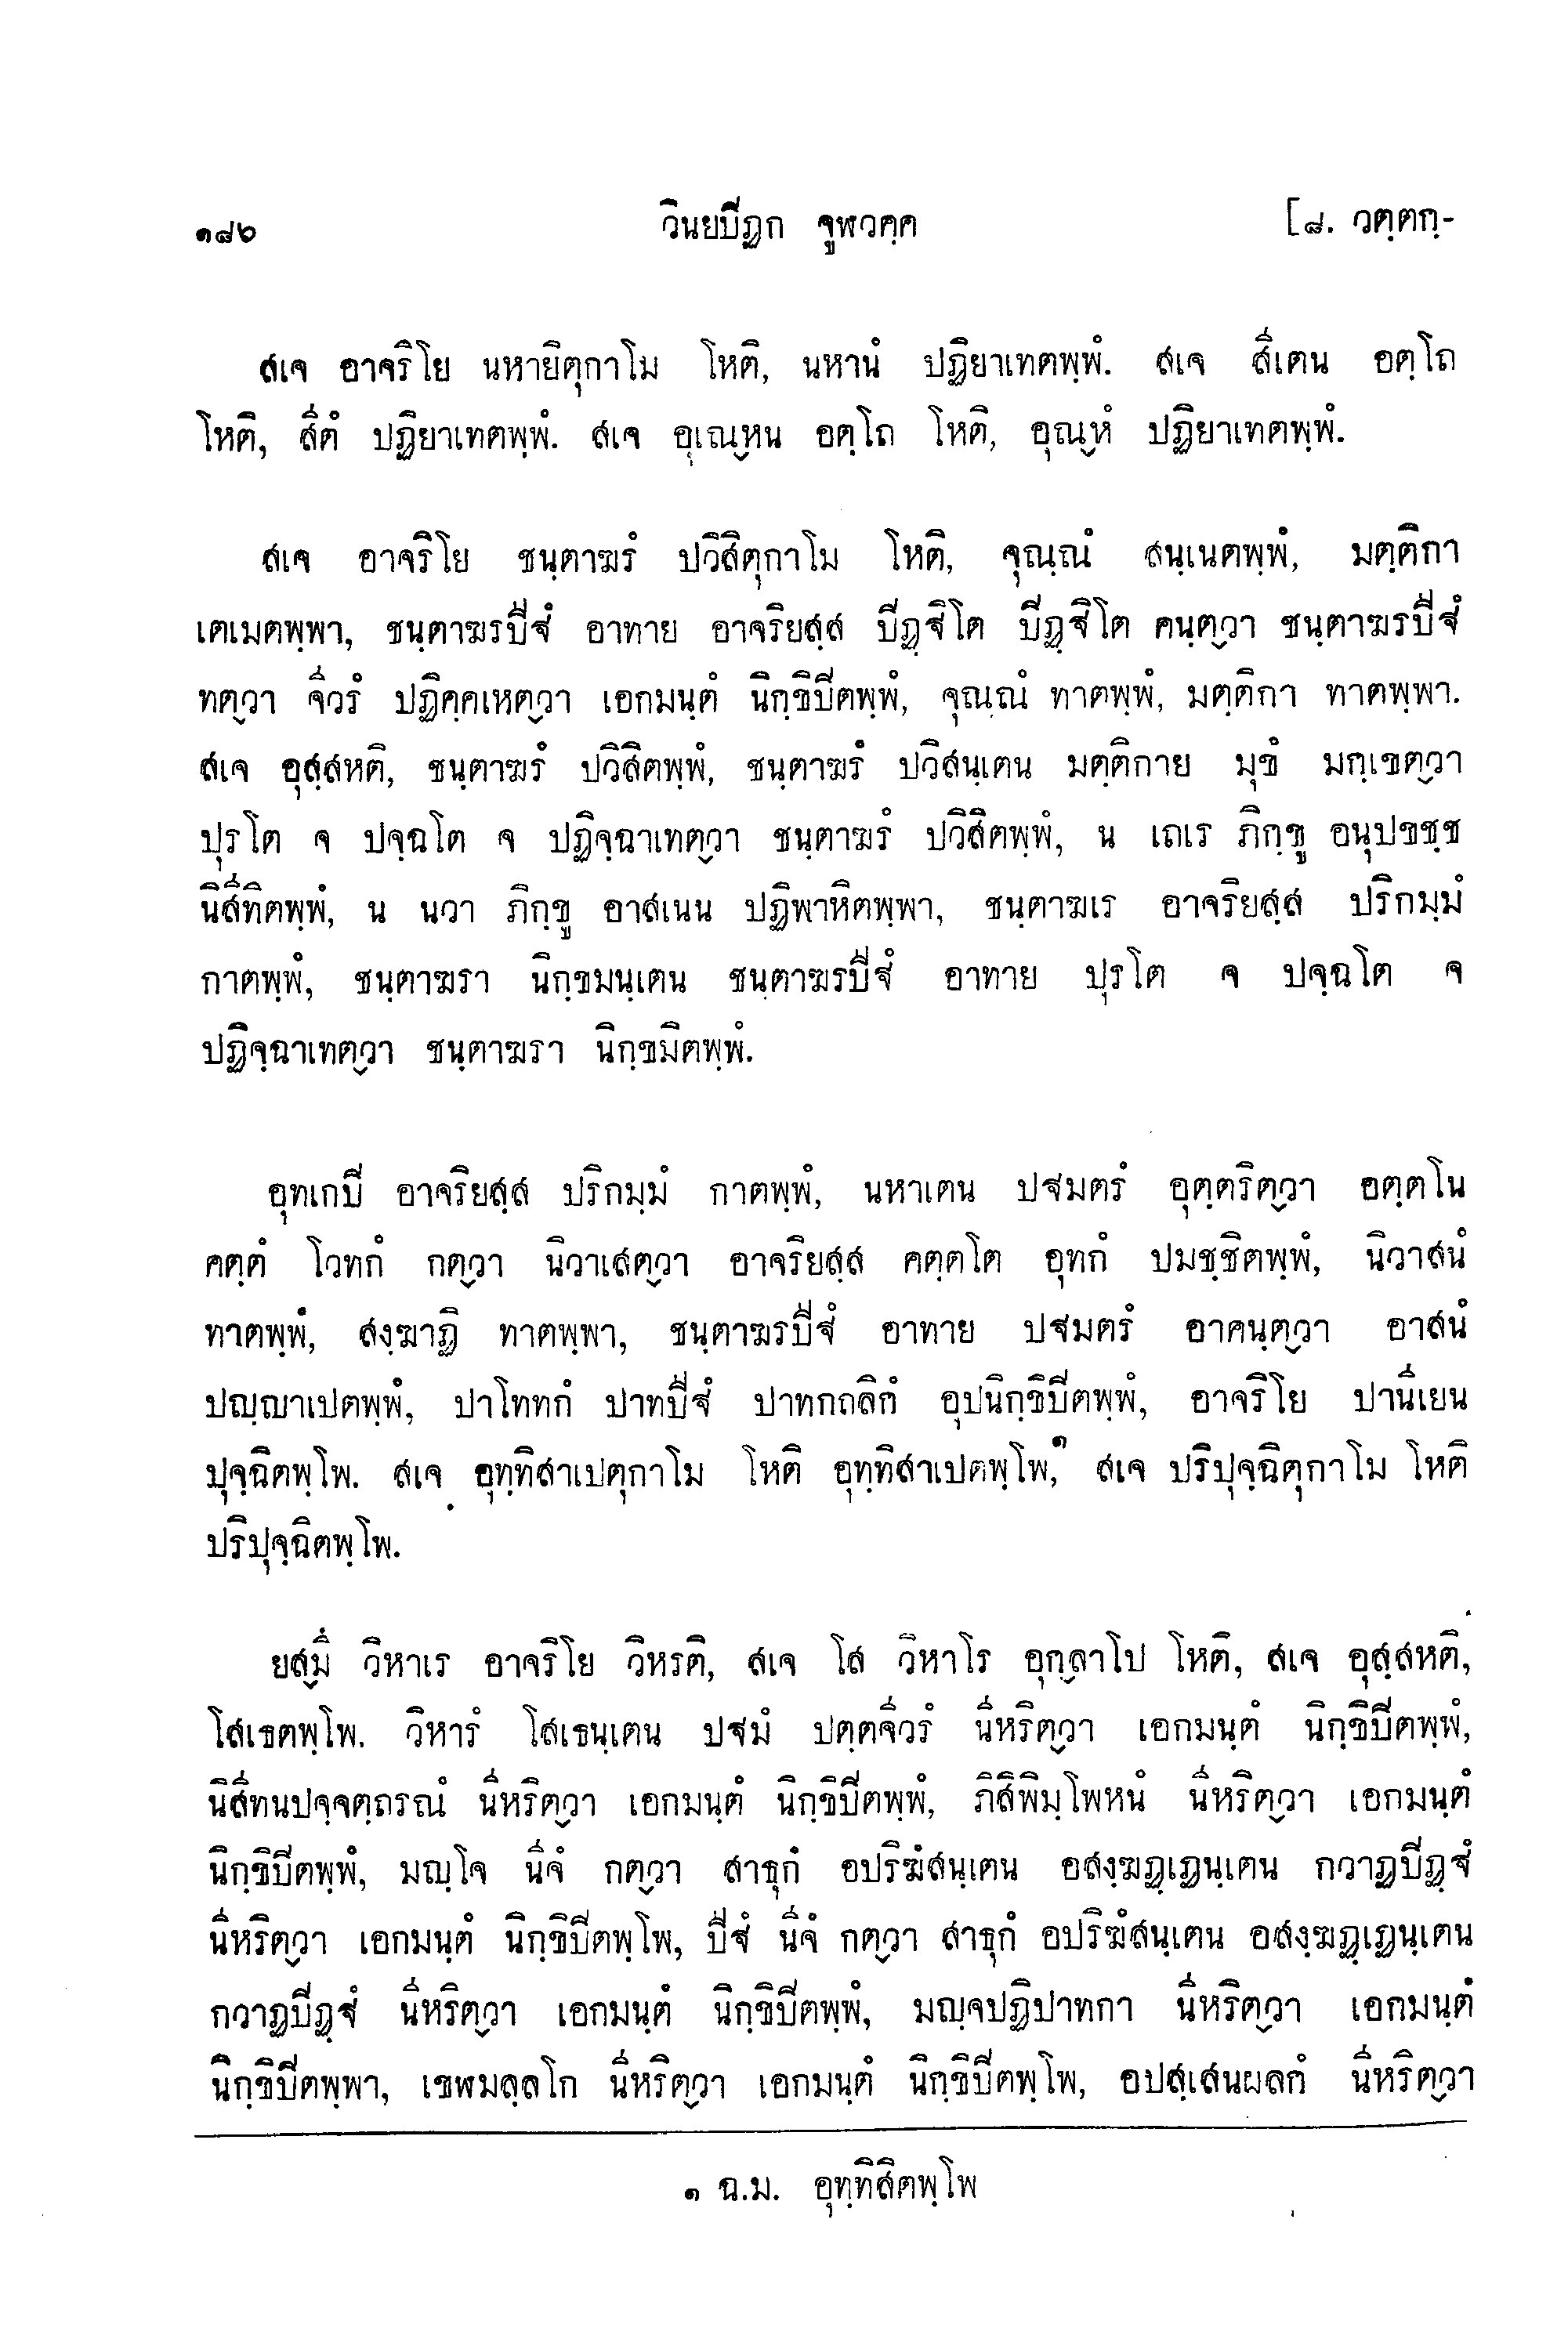 ๑๘๖ วินยปิฏก จูฬวคฺค [๘. วตฺตกฺ-
สเจ อาจริโย นหายิตุกาโม โหติ, นหานํ ปฏิยาเทตพฺพํ. สเจ สีเตน อตฺโถ
โหติ, สีตํ ปฏิยาเทตพฺพํ. สเจ อุเณฺหน อตฺโถ โหติ, อุณฺหํ ปฏิยาเทตพฺพํ.
สเจ อาจริโย ชนฺตาฆรํ ปวิสิตุกาโม โหติ, จุณฺณํ สนฺเนตพฺพํ, มตฺติกา
เตเมตพฺพา, ชนฺตาฆรปีฐํ อาทาย อาจริยสฺส ปิฏฺฐิโต ปิฏฺฐิโต คนฺตฺวา ชนฺตาฆรปีฐํ
ทตฺวา จีวรํ ปฏิคฺคเหตฺวา เอกมนฺตํ นิกฺขิปิตพฺพํ, จุณฺณํ ทาตพฺพํ, มตฺติกา ทาตพฺพา.
สเจ อุสฺสหติ, ชนฺตาฆรํ ปวิสิตพฺพํ, ชนฺตาฆรํ ปวิสนฺเตน มตฺติกาย มุขํ มกฺเขตฺวา
ปุรโต จ ปจฺฉโต จ ปฏิจฺฉาเทตฺวา ชนฺตาฆรํ ปวิสิตพฺพํ, น เถเร ภิกฺขู อนุปขชฺช
นิสีทิตพฺพํ, น นวา ภิกฺขู อาสเนน ปฏิพาหิตพฺพา, ชนฺตาฆเร อาจริยสฺส ปริกมฺมํ
กาตพฺพํ, ชนฺตาฆรา นิกฺขมนฺเตน ชนฺตาฆรปีฐํ อาทาย ปุรโต จ ปจฺฉโต จ
ปฏิจฺฉาเทตฺวา ชนฺตาฆรา นิกฺขมิตพฺพํ.
อุทเกปิ อาจริยสฺส ปริกมฺมํ กาตพฺพํ, นหาเตน ปฐมตรํ อุตฺตริตฺวา อตฺตโน
คตฺตํ โวทกํ กตฺวา นิวาเสตฺวา อาจริยสฺส คตฺตโต อุทกํ ปมชฺชิตพฺพํ, นิวาสนํ
ทาตพฺพํ, สงฺฆาฏิ ทาตพฺพา, ชนฺตาฆรปีฐํ อาทาย ปฐมตรํ อาคนฺตฺวา อาสนํ
ปญฺญาเปตพฺพํ, ปาโททกํ ปาทปีฐํ ปาทกถลิกํ อุปนิกฺขิปิตพฺพํ, อาจริโย ปานีเยน
ปุจฺฉิตพฺโพ. สเจ อุทฺทิสาเปตุกาโม โหติ อุทฺทิสาเปตพฺโพ,๑ สเจ ปริปุจฺฉิตุกาโม โหติ
ปริปุจฺฉิตพฺโพ.
ยสฺมึ วิหาเร อาจริโย วิหรติ, สเจ โส วิหาโร อุกฺลาโป โหติ, สเจ อุสฺสหติ,
โสเธตพฺโพ. วิหารํ โสเธนฺเตน ปฐมํ ปตฺตจีวรํ นีหริตฺวา เอกมนฺตํ นิกฺขิปิตพฺพํ,
นิสีทนปจฺจตฺถรณํ นีหริตฺวา เอกมนฺตํ นิกฺขิปิตพฺพํ, ภิสิพิมฺโพหนํ นีหริตฺวา เอกมนฺตํ
นิกฺขิปิตพฺพํ, มญฺโจ นีจํ กตฺวา สาธุกํ อปริฆํสนฺเตน อสงฺฆฏฺเฏนฺเตน กวาฏปิฏฺฐํ
นีหริตฺวา เอกมนฺตํ นิกฺขิปิตพฺโพ, ปีฐํ นีจํ กตฺวา สาธุกํ อปริฆํสนฺเตน อสงฺฆฏฺเฏนฺเตน
กวาฏปิฏฺฐํ นีหริตฺวา เอกมนฺตํ นิกฺขิปิตพฺพํ, มญฺจปฏิปาทกา นีหริตฺวา เอกมนฺตํ
นิกฺขิปิตพฺพา, เขฬมลฺลโก นีหริตฺวา เอกมนฺตํ นิกฺขิปิตพฺโพ, อปสฺเสนผลกํ นีหริตฺวา
๑ ฉ.ม. อุทฺทิสิตพฺโพ